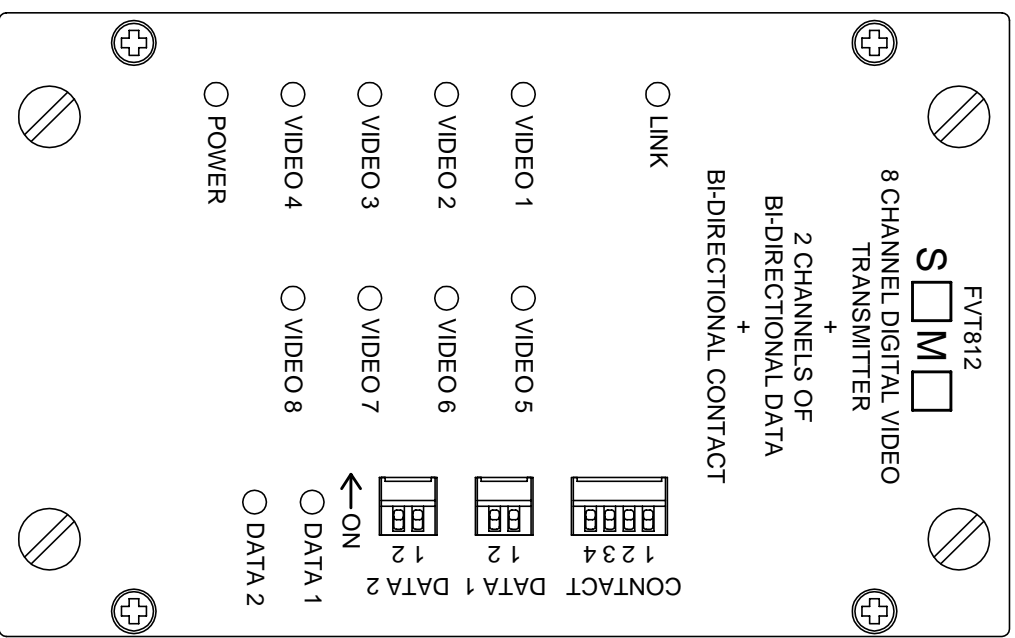 FVT812
S M
8 CHANNEL DIGITAL VIDEO
TRANSMITTER
+
2 CHANNELS OF
BI-DIRECTIONAL DATA
+
BI-DIRECTIONAL CONTACT
LINK
VIDEO 1
VIDEO 5
VIDEO 2
VIDEO 6
VIDEO 3
VIDEO 7
VIDEO 4
VIDEO 8
POWER
CONTACT
1 2 3 4
DATA 1
1 2
DATA 2
1 2
ON
DATA 1
DATA 2